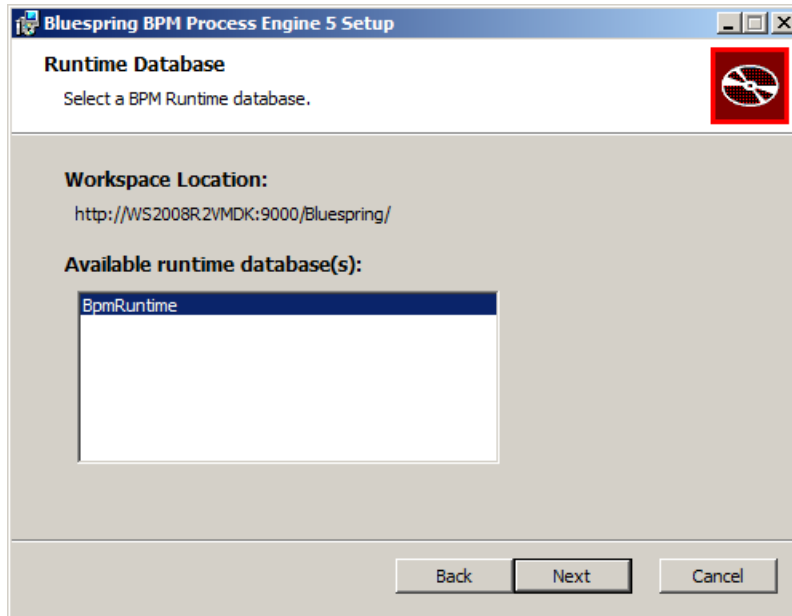 Bluespring BPM Process Engine 5 Setup
Runtime Database
Select a BPM Runtime database.
Workspace Location:
http://WS2008R2VMDK:9000/Bluespring/
Available runtime database(s):
BpmRuntime
Back Next Cancel